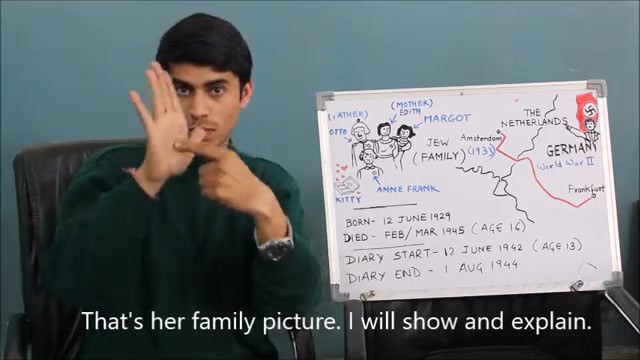 (FATHER)
OTTO
(MOTHER)
EDITH
MARGOT
ANNE FRANK
KITTY
JEW
(FAMILY)
THE
NETHERLANDS
Amsterdam
(1933)
GERMANY
World War II
Frankfurt
BORN- 12 JUNE 1929
DIED - FEB/MAR 1945 (AGE 16)
DIARY START- 12 JUNE 1942 (AGE 13)
DIARY END - 1 AUG 1944
That's her family picture. I will show and explain.